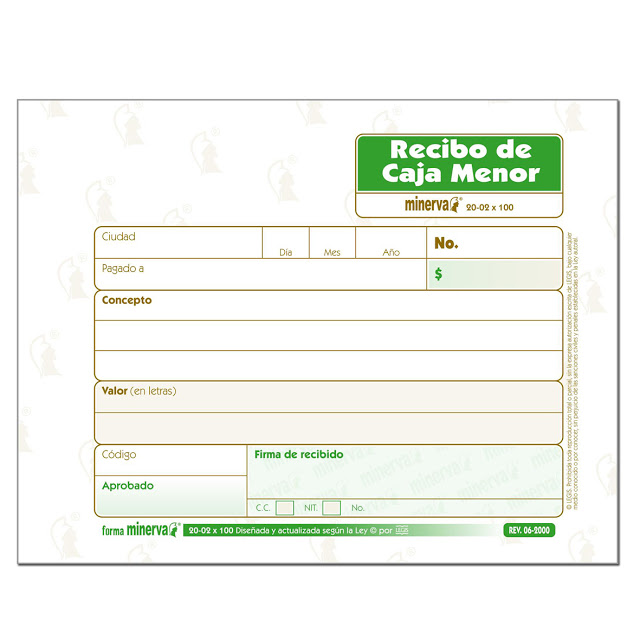 Recibo de
Caja Menor
minerva® 20-02 x 100
Ciudad
Día Mes Año
No.
Pagado a
$
Concepto
Valor (en letras)
Código
Firma de recibido
Aprobado
C.C. NIT. No.
forma minerva® 20-02 x 100 Diseñada y actualizada según la Ley © por LEGIS
REV. 06-2000
© LEGIS. Prohibida toda reproducción total o parcial, sin la expresa autorización escrita de LEGIS, bajo cualquier
medio conocido o por conocer, sin perjuicio de las sanciones civiles y penales establecidas en la Ley autoral.